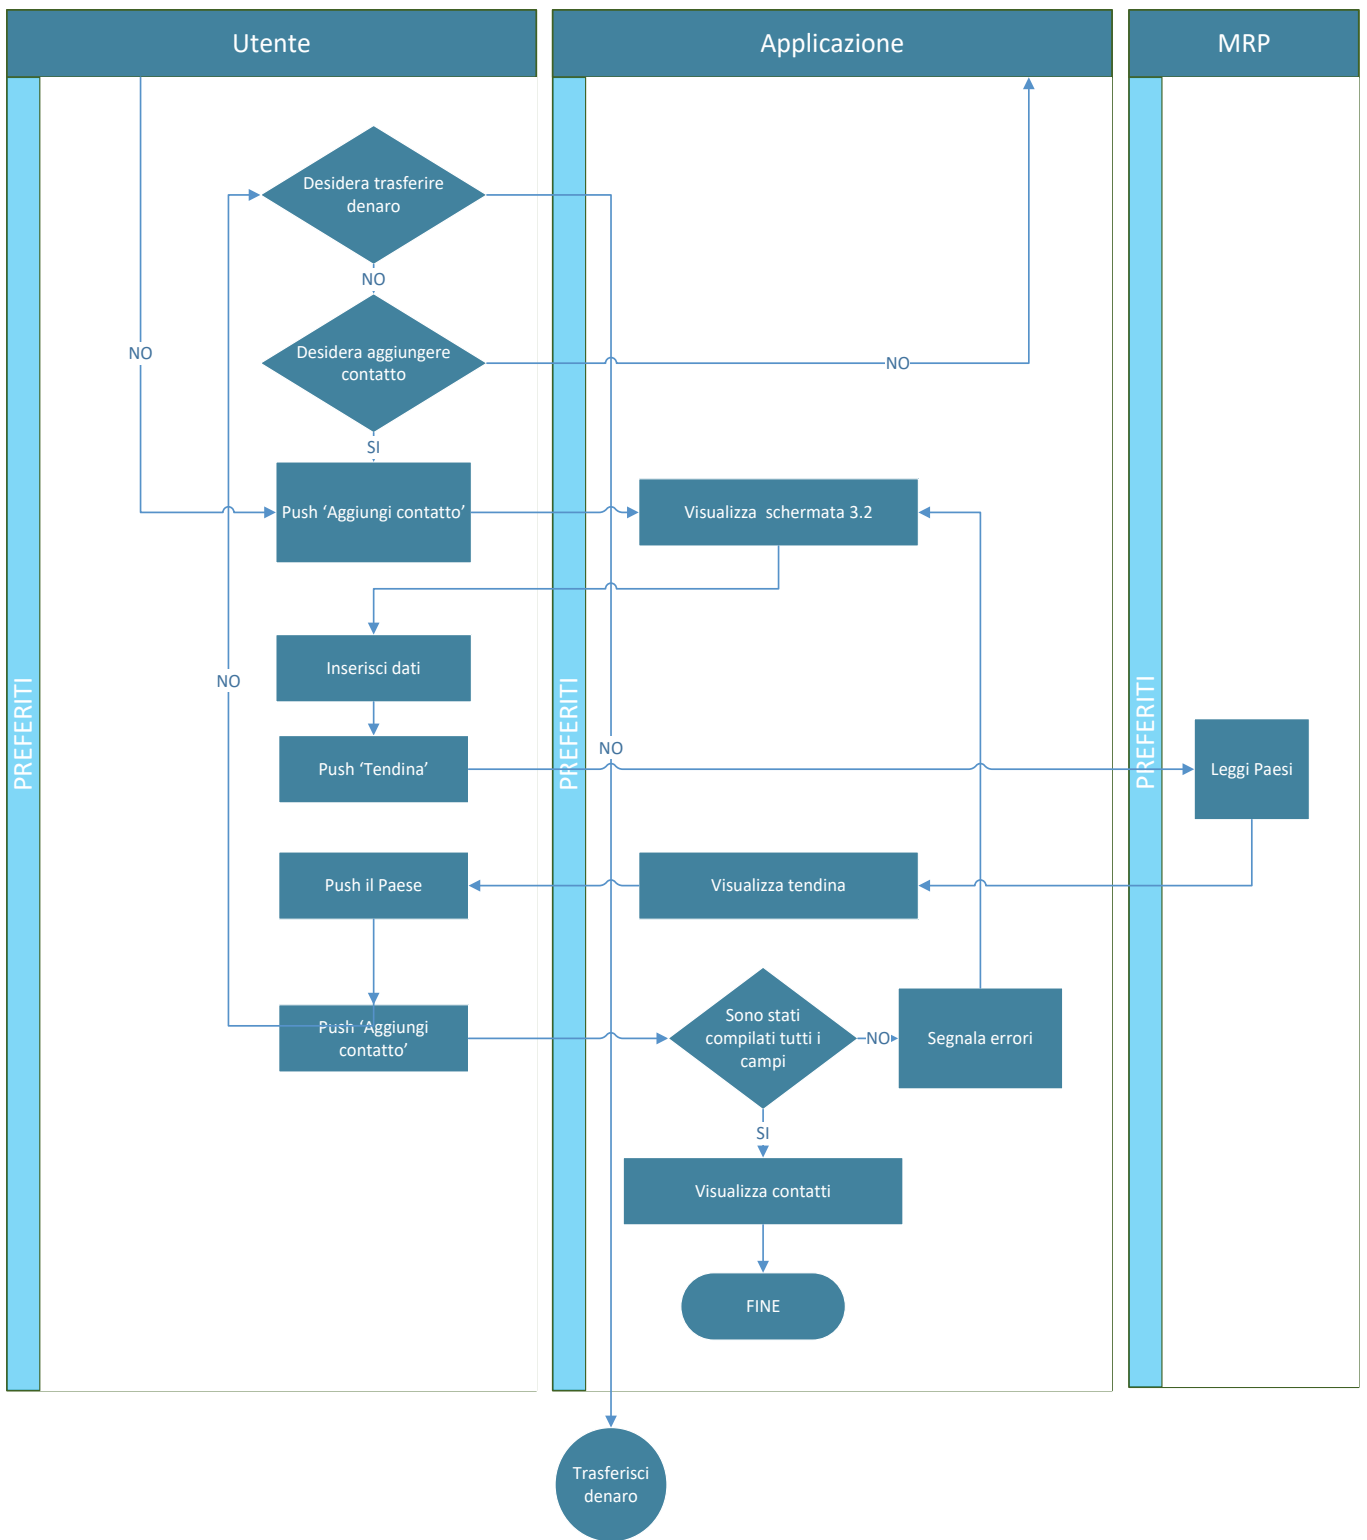 Utente
Applicazione
MRP
PREFERITI
PREFERITI
PREFERITI
Desidera trasferire
denaro
NO
NO
Desidera aggiungere
contatto
NO
SI
Push ‘Aggiungi contatto’
Visualizza schermata 3.2
Inserisci dati
NO
Push ‘Tendina’
NO
Leggi Paesi
Push il Paese
Visualizza tendina
Push ‘Aggiungi
contatto’
Sono stati
compilati tutti i
campi
NO
Segnala errori
SI
Visualizza contatti
FINE
Trasferisci
denaro